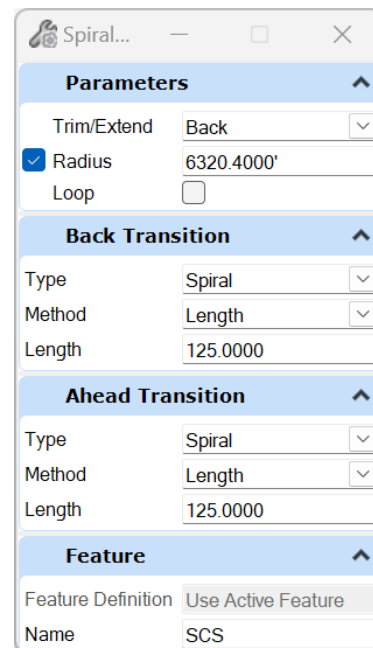 Spiral...
Parameters
Trim/Extend Back
Radius 6320.4000'
Loop
Back Transition
Type Spiral
Method Length
Length 125.0000
Ahead Transition
Type Spiral
Method Length
Length 125.0000
Feature
Feature Definition Use Active Feature
Name SCS